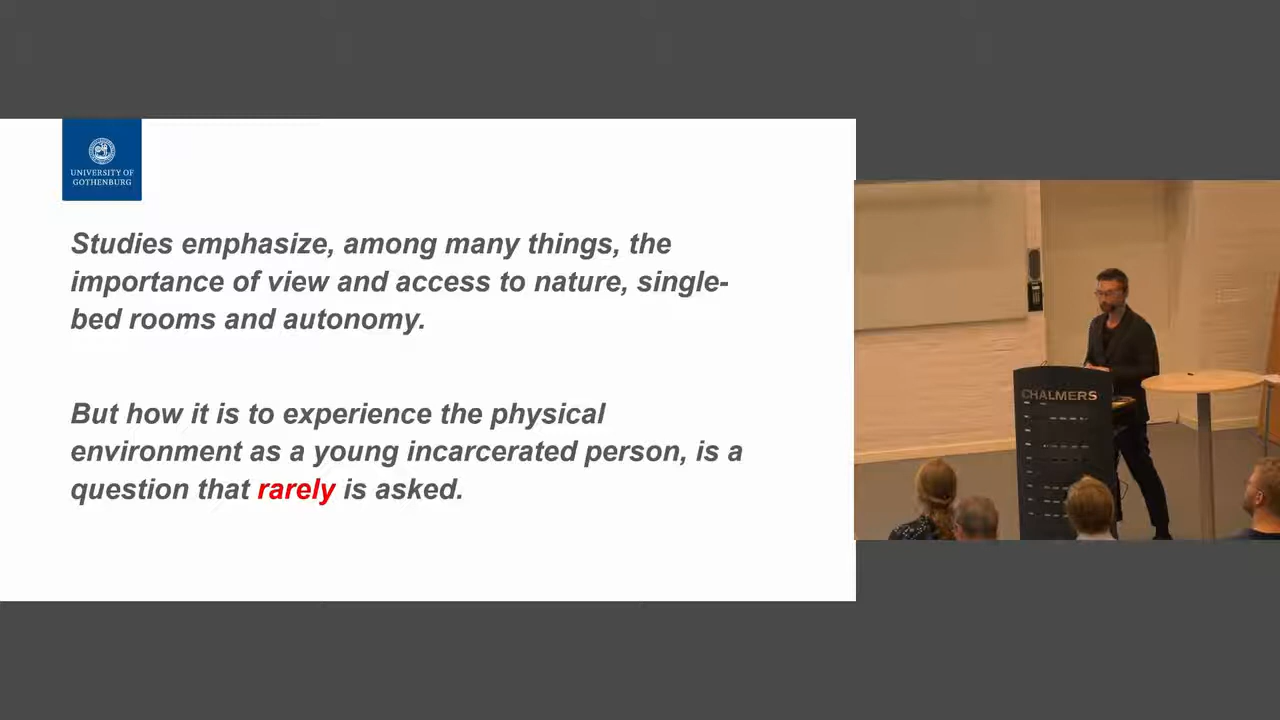 UNIVERSITY OF
GOTHENBURG
Studies emphasize, among many things, the
importance of view and access to nature, single-
bed rooms and autonomy.
But how it is to experience the physical
environment as a young incarcerated person, is a
question that rarely is asked.
CHALMERS